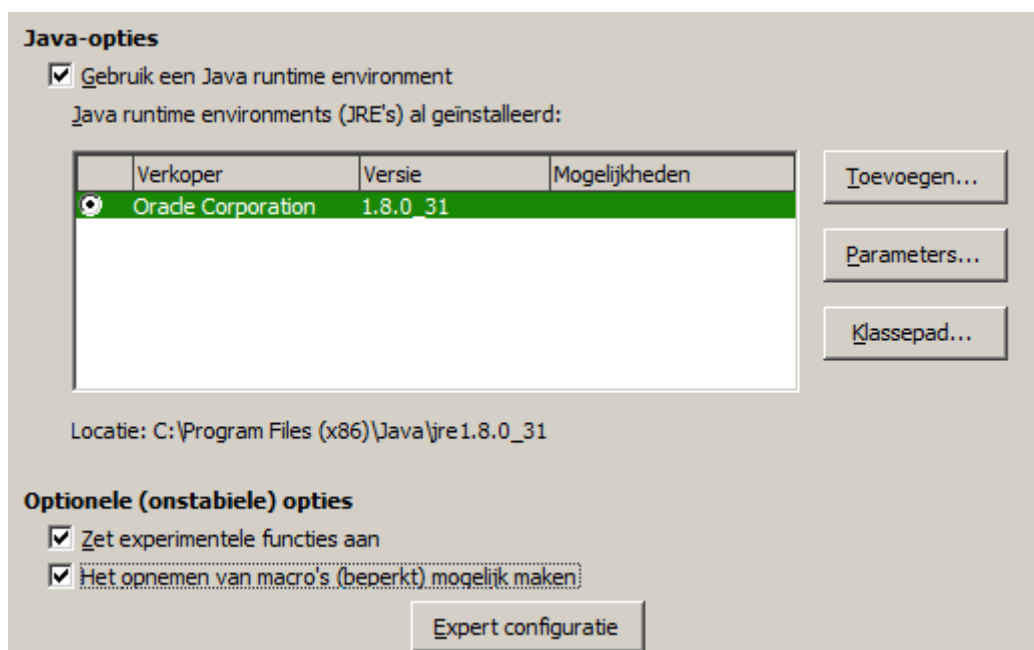 Java-opties
Gebruik een Java runtime environment
Java runtime environments (JRE's) al geïnstalleerd:
Verkoper Versie Mogelijkheden
Toevoegen...
Oracle Corporation 1.8.0_31
Parameters...
Klassepad...
Locatie: C:\Program Files (x86)\Java\jre1.8.0_31
Optionele (onstabiele) opties
Zet experimentele functies aan
Het opnemen van macro's (beperkt) mogelijk maken
Expert configuratie